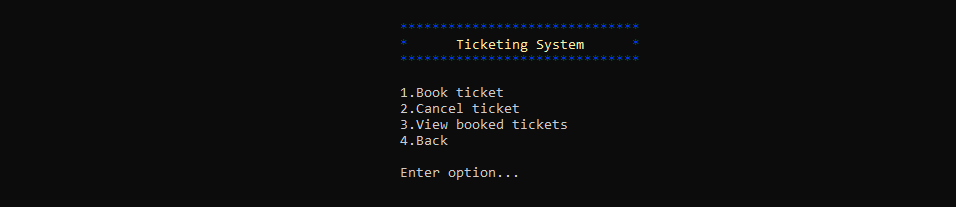 ******************************
* Ticketing System *
******************************
1.Book ticket
2.Cancel ticket
3.View booked tickets
4.Back
Enter option...